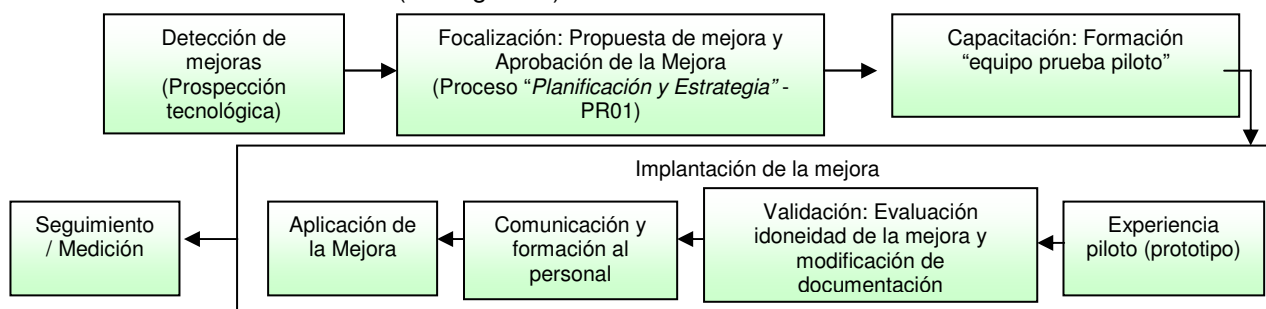 Detección de
mejoras
(Prospección
tecnológica)
Focalización: Propuesta de mejora y
Aprobación de la Mejora
(Proceso “Planificación y Estrategia” -
PR01)
Capacitación: Formación
“equipo prueba piloto”
Implantación de la mejora
Seguimiento
/ Medición
Aplicación de
la Mejora
Comunicación y
formación al
personal
Validación: Evaluación
idoneidad de la mejora y
modificación de
documentación
Experiencia
piloto (prototipo)